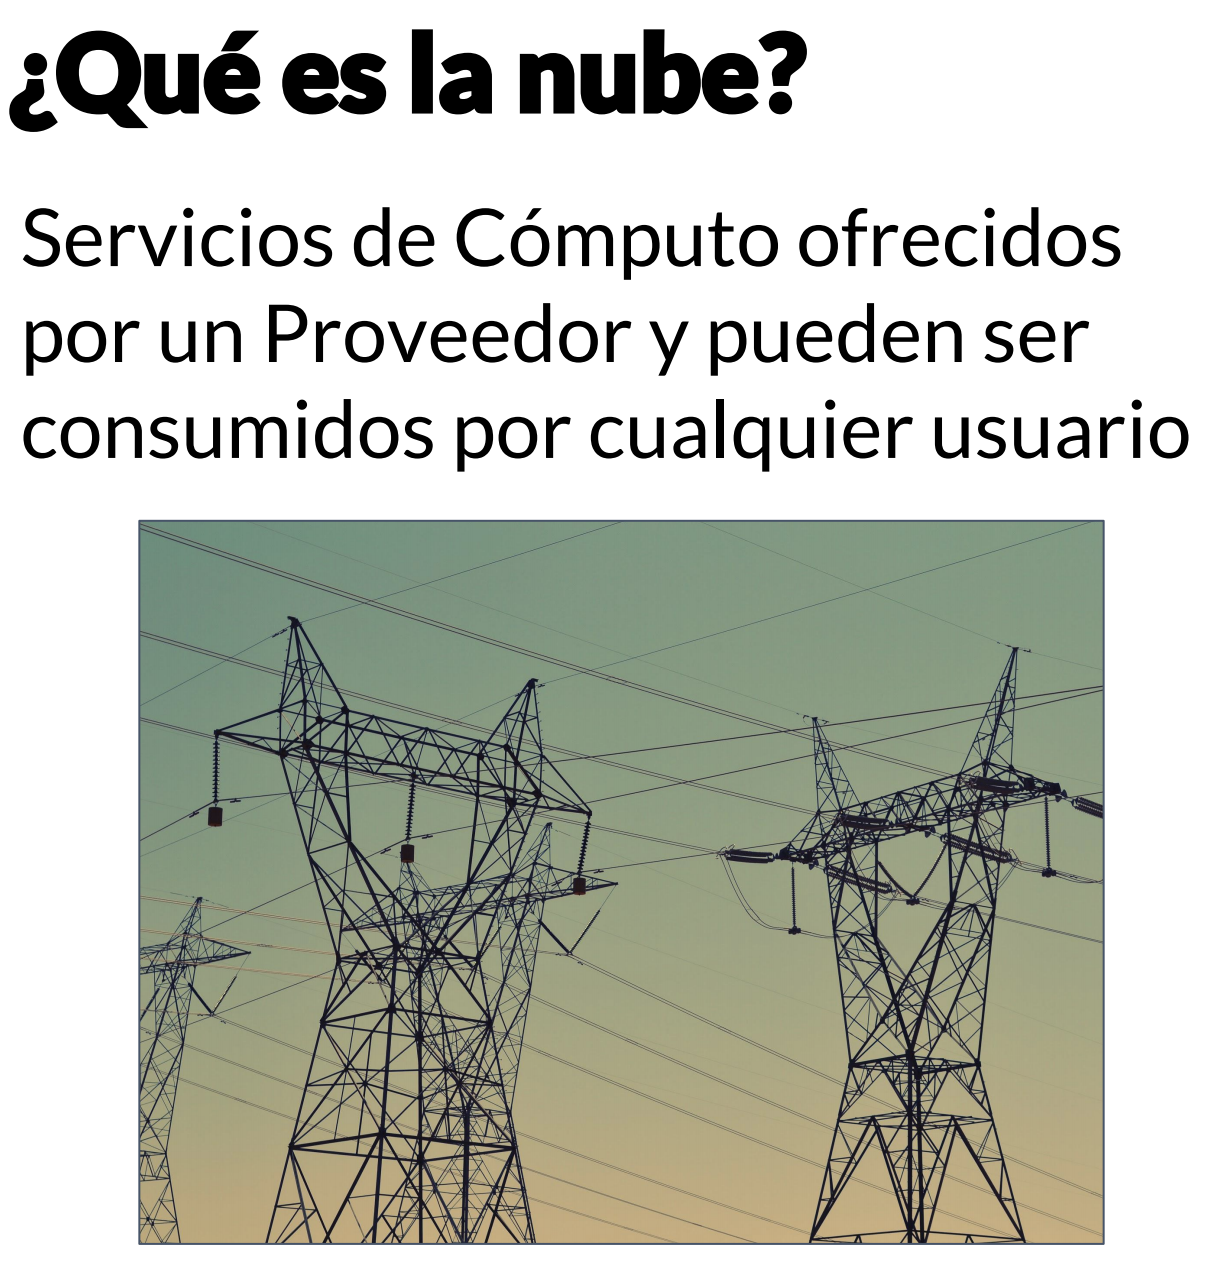 ¿Qué es la nube?
Servicios de Cómputo ofrecidos
por un Proveedor y pueden ser
consumidos por cualquier usuario